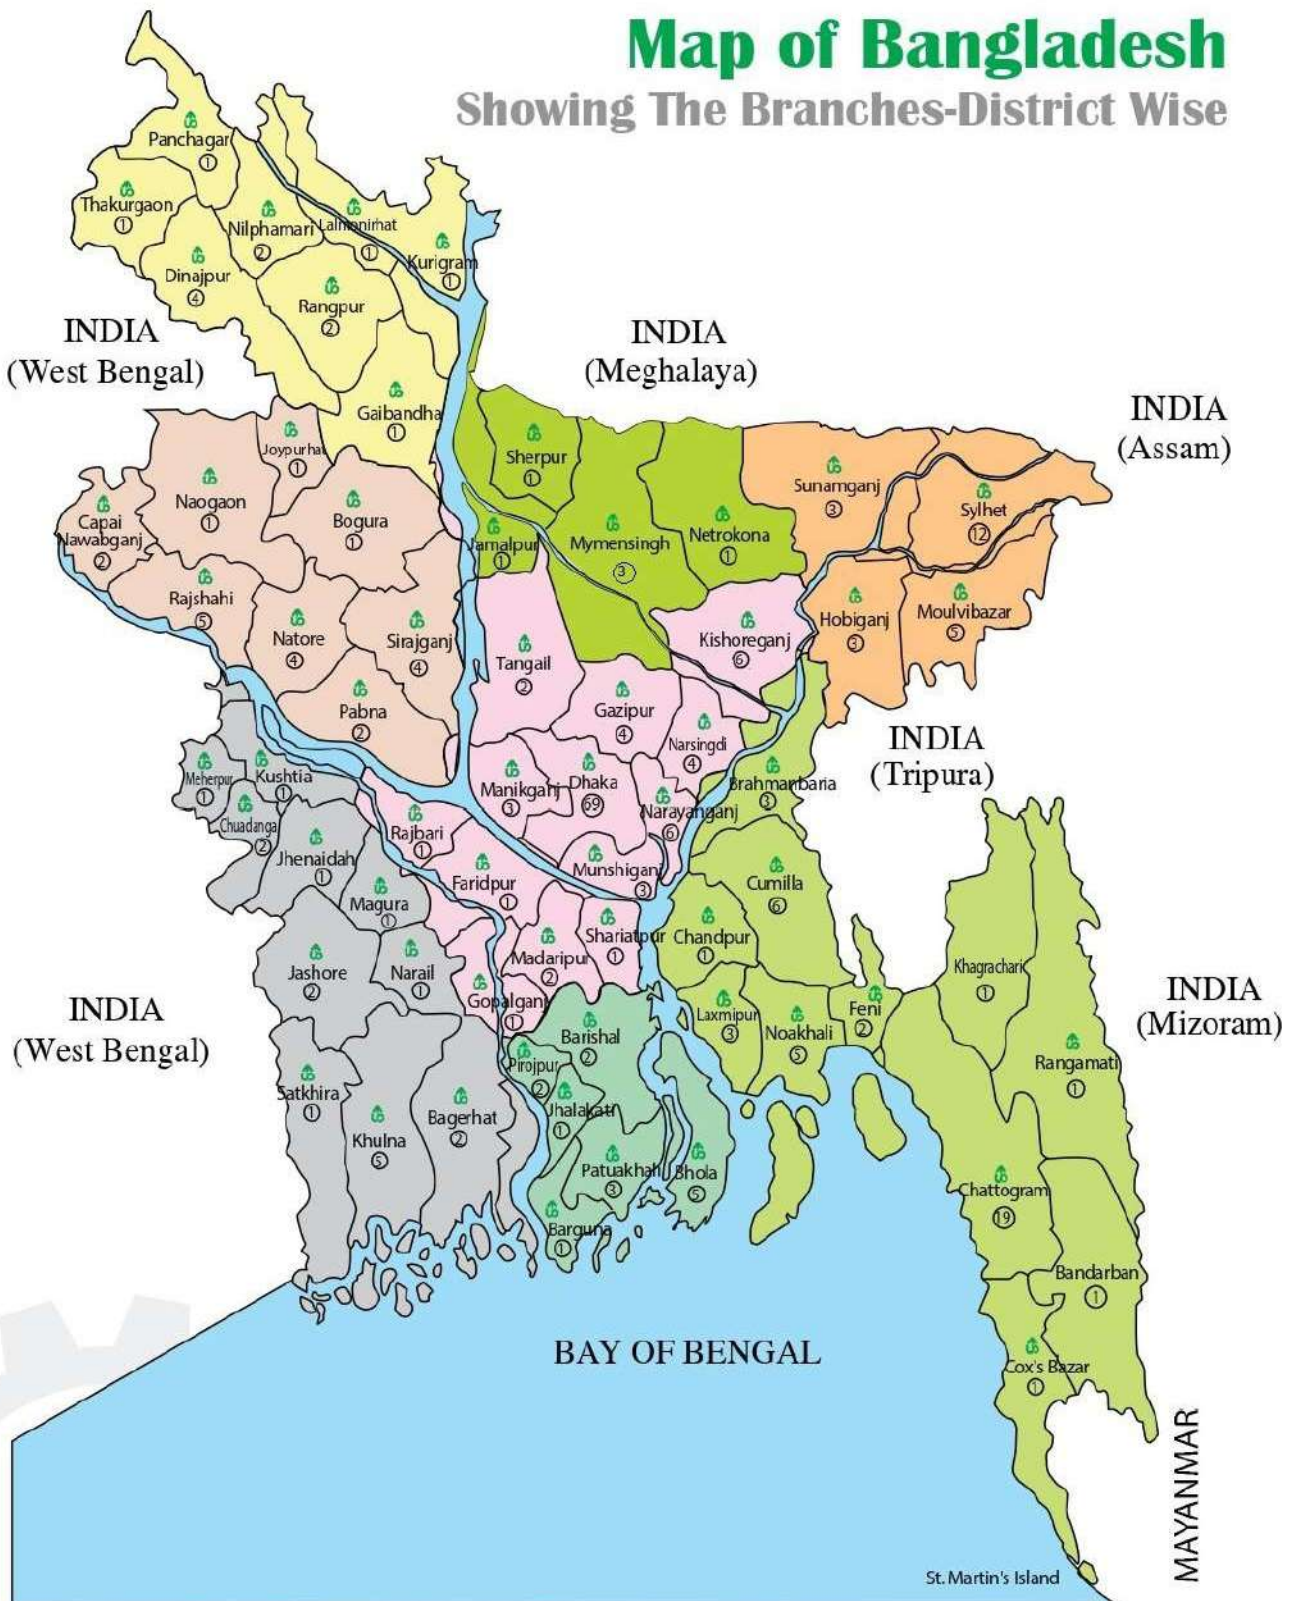 Map of Bangladesh
Showing The Branches-District Wise
Panchagar
1
Thakurgaon
1
Nilphamari
2
Lalmonirhat
1
Kurigram
1
Dinajpur
4
Rangpur
2
Gaibandha
1
INDIA
(West Bengal)
INDIA
(Meghalaya)
INDIA
(Assam)
Joypurhat
1
Naogaon
1
Bogura
1
Capai
Nawabganj
2
Rajshahi
5
Natore
4
Sirajganj
4
Pabna
2
Sherpur
1
Jamalpur
1
Mymensingh
3
Netrokona
1
Sunamganj
3
Sylhet
12
Hobiganj
3
Moulvibazar
5
Kishoreganj
6
Tangail
2
Gazipur
4
Narsingdi
4
INDIA
(Tripura)
Meherpur
1
Kushtia
1
Chuadanga
2
Jhenaidah
1
Magura
1
Rajbari
1
Manikganj
3
Dhaka
69
Narayanganj
6
Brahmanbaria
3
Munshiganj
3
Faridpur
1
Cumilla
6
Shariatpur
1
Chandpur
1
Madaripur
2
Gopalganj
1
Jashore
2
Narail
1
Khagrachari
1
INDIA
(West Bengal)
INDIA
(Mizoram)
Laxmipur
3
Noakhali
5
Feni
2
Rangamati
1
Barishal
2
Pirojpur
2
Jhalakati
1
Satkhira
1
Khulna
5
Bagerhat
2
Patuakhali
3
Bhola
5
Barguna
1
Chattogram
19
Bandarban
1
Cox's Bazar
1
BAY OF BENGAL
MAYANMAR
St. Martin's Island